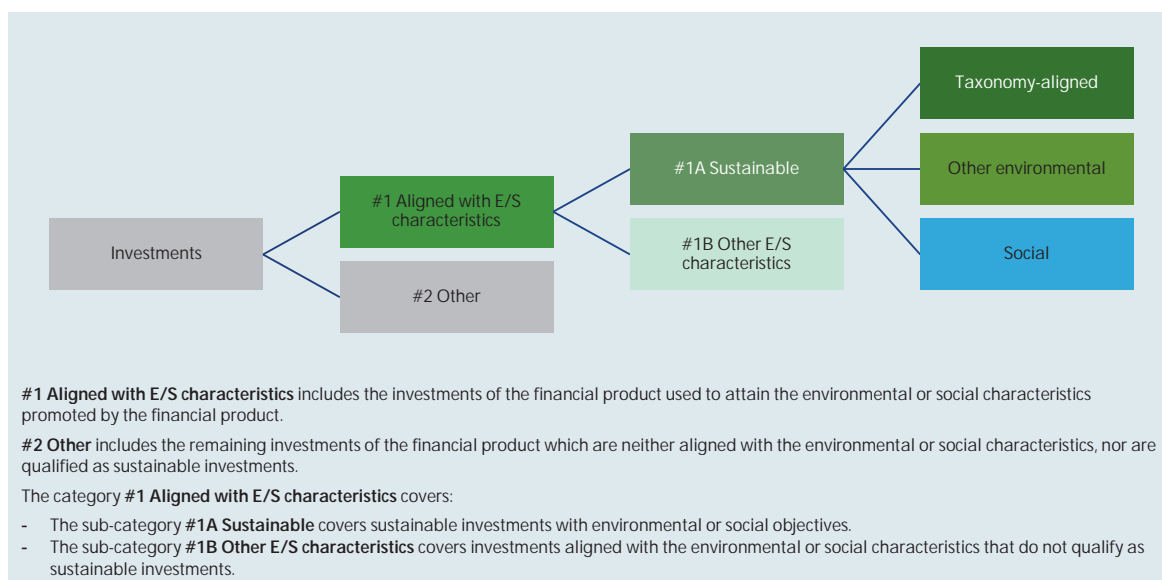 Taxonomy-aligned
#1A Sustainable
Other environmental
#1 Aligned with E/S
characteristics
Investments
#1B Other E/S
characteristics
Social
#2 Other
#1 Aligned with E/S characteristics includes the investments of the financial product used to attain the environmental or social characteristics
promoted by the financial product.
#2 Other includes the remaining investments of the financial product which are neither aligned with the environmental or social characteristics, nor are
qualified as sustainable investments.
The category #1 Aligned with E/S characteristics covers:
- The sub-category #1A Sustainable covers sustainable investments with environmental or social objectives.
- The sub-category #1B Other E/S characteristics covers investments aligned with the environmental or social characteristics that do not qualify as
sustainable investments.